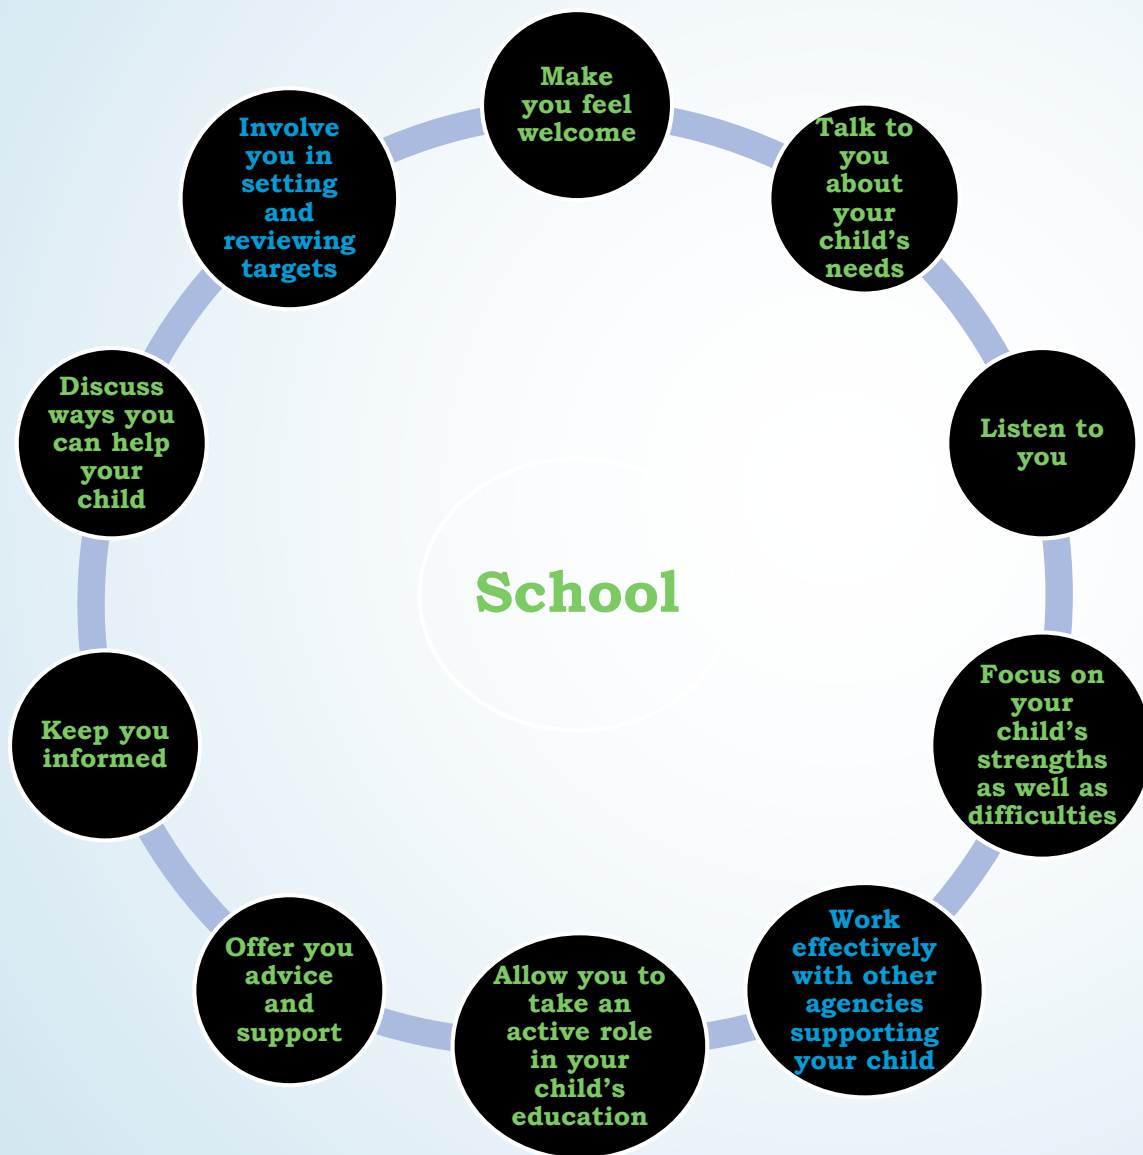 Make
you feel
welcome
Talk to
you
about
your
child’s
needs
Listen to
you
Focus on
your
child’s
strengths
as well as
difficulties
Work
effectively
with other
agencies
supporting
your child
Allow you to
take an
active role
in your
child’s
education
Offer you
advice
and
support
Keep you
informed
Discuss
ways you
can help
your
child
Involve
you in
setting
and
reviewing
targets
School